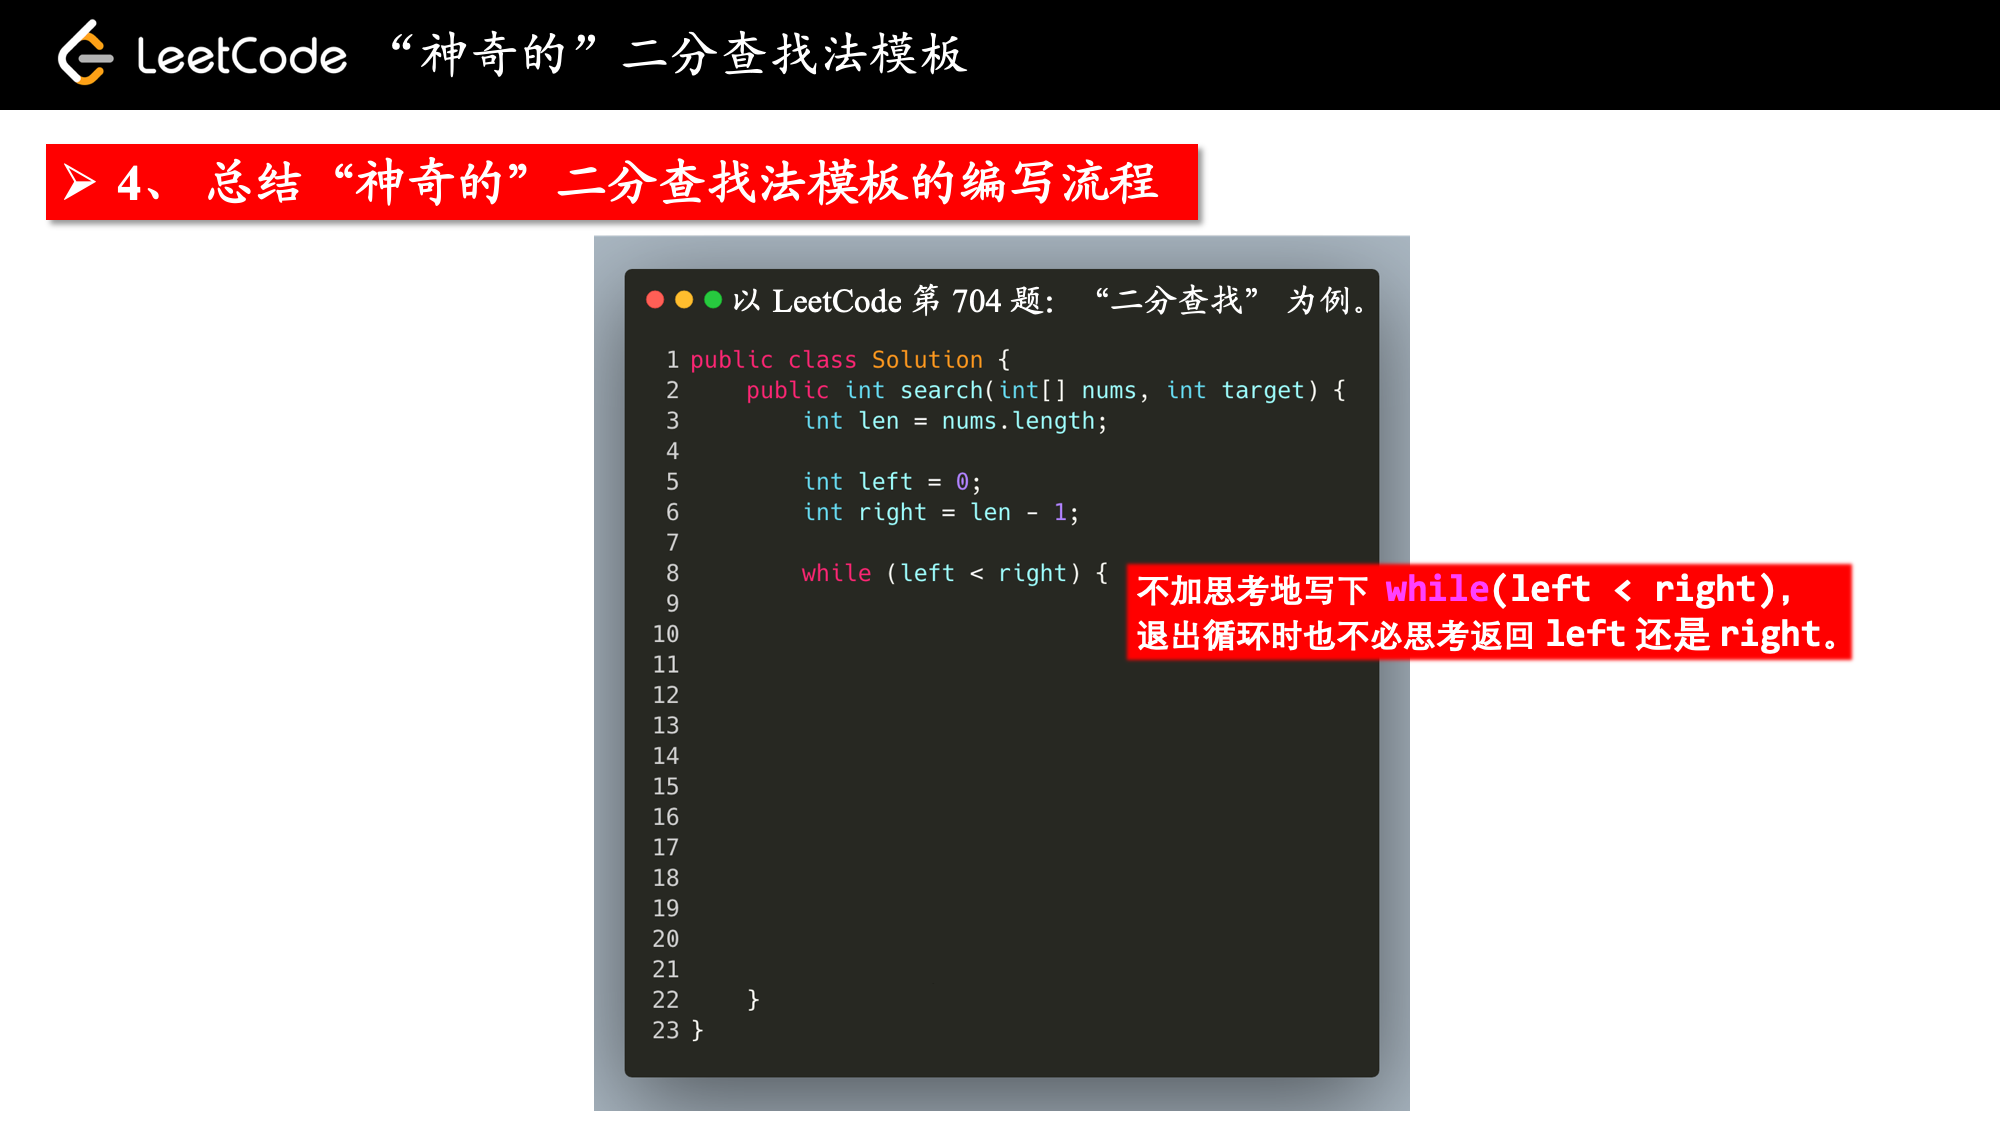 LeetCode “神奇的”二分查找法模板
4、 总结“神奇的”二分查找法模板的编写流程
以 LeetCode 第 704 题: “二分查找” 为例。
1 public class Solution {
2     public int search(int[] nums, int target) {
3         int len = nums.length;
4
5         int left = 0;
6         int right = len - 1;
7
8         while (left < right) {
不加思考地写下 while(left < right),
退出循环时也不必思考返回 left 还是 right。
9
10
11
12
13
14
15
16
17
18
19
20
21
22     }
23 }